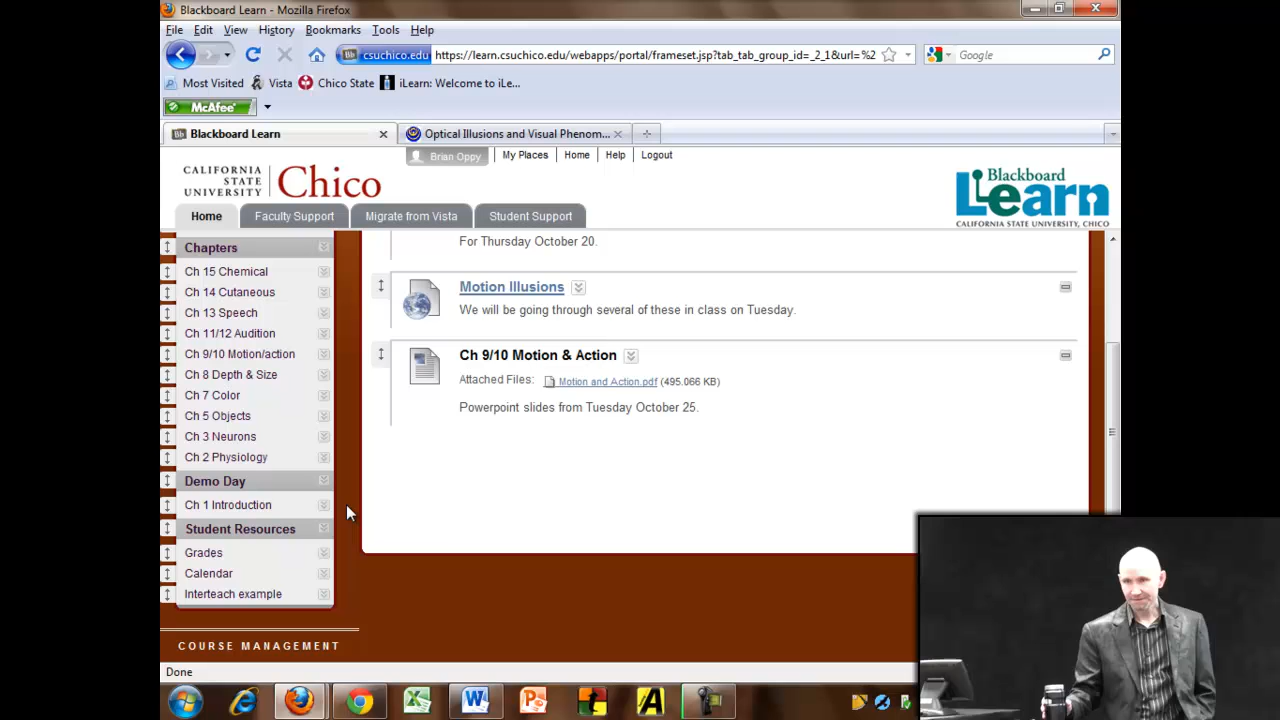 Blackboard Learn - Mozilla Firefox
File Edit View History Bookmarks Tools Help
csuchico.edu https://learn.csuchico.edu/webapps/portal/frameset.jsp?tab_tab_group_id=_2_1&url=%2 Google
Most Visited Vista Chico State iLearn: Welcome to iLe...
McAfee
Blackboard Learn Optical Illusions and Visual Phenom...
Brian Oppy My Places Home Help Logout
CALIFORNIA
STATE
UNIVERSITY
Chico
Blackboard
Learn
CALIFORNIA STATE UNIVERSITY, CHICO
Home Faculty Support Migrate from Vista Student Support
Chapters
Ch 15 Chemical
Ch 14 Cutaneous
Ch 13 Speech
Ch 11/12 Audition
Ch 9/10 Motion/action
Ch 8 Depth & Size
Ch 7 Color
Ch 5 Objects
Ch 3 Neurons
Ch 2 Physiology
Demo Day
Ch 1 Introduction
Student Resources
Grades
Calendar
Interteach example
COURSE MANAGEMENT
For Thursday October 20.
Motion Illusions
We will be going through several of these in class on Tuesday.
Ch 9/10 Motion & Action
Attached Files: Motion and Action.pdf (495.066 KB)
Powerpoint slides from Tuesday October 25.
Done